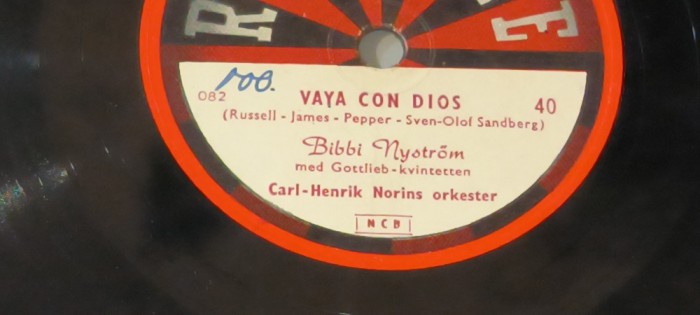 R E
100.
082 VAYA CON DIOS 40
(Russell - James - Pepper - Sven-Olof Sandberg)
Bibbi Nyström
med Gottlieb-kvintetten
Carl-Henrik Norins orkester
NCB